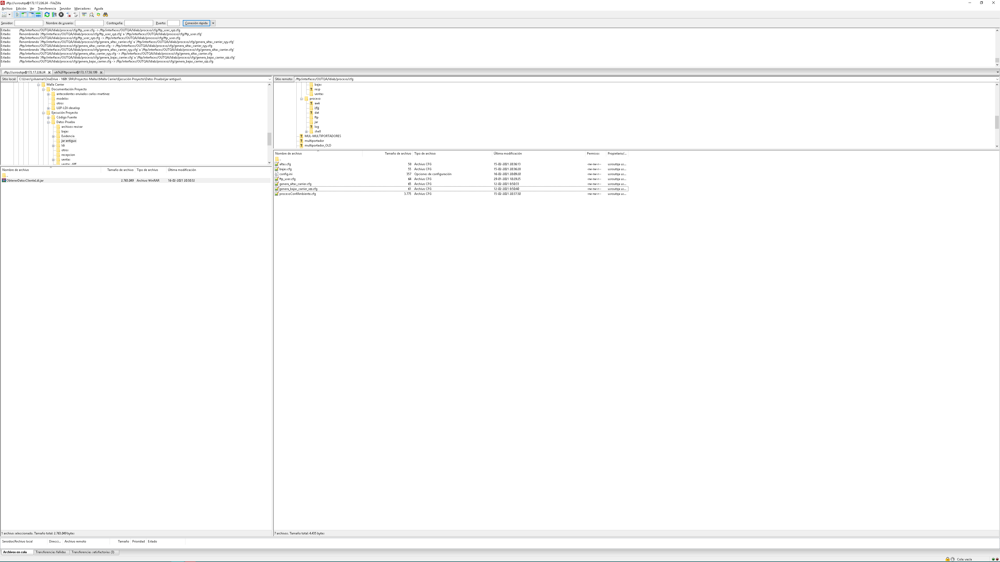 sftp://usroutqa@172.17.226.24 - FileZilla
Archivo Edición Ver Transferencia Servidor Marcadores Ayuda
Servidor: Nombre de usuario: Contraseña: Puerto: Conexión rápida
Estado: /ftp/interfaces/OUTQA/ldiab/proceso/cfg/ftp_user.cfg -> /ftp/interfaces/OUTQA/ldiab/proceso/cfg/ftp_user_xyz.cfg
Estado: Renombrando '/ftp/interfaces/OUTQA/ldiab/proceso/cfg/ftp_user_xyz.cfg' a '/ftp/interfaces/OUTQA/ldiab/proceso/cfg/ftp_user.cfg'
Estado: /ftp/interfaces/OUTQA/ldiab/proceso/cfg/ftp_user_xyz.cfg -> /ftp/interfaces/OUTQA/ldiab/proceso/cfg/ftp_user.cfg
Estado: Renombrando '/ftp/interfaces/OUTQA/ldiab/proceso/cfg/genera_altas_carrier.cfg' a '/ftp/interfaces/OUTQA/ldiab/proceso/cfg/genera_altas_carrier_xyy.cfg'
Estado: /ftp/interfaces/OUTQA/ldiab/proceso/cfg/genera_altas_carrier.cfg -> /ftp/interfaces/OUTQA/ldiab/proceso/cfg/genera_altas_carrier_xyy.cfg
Estado: Renombrando '/ftp/interfaces/OUTQA/ldiab/proceso/cfg/genera_altas_carrier_xyy.cfg' a '/ftp/interfaces/OUTQA/ldiab/proceso/cfg/genera_altas_carrier.cfg'
Estado: /ftp/interfaces/OUTQA/ldiab/proceso/cfg/genera_altas_carrier_xyy.cfg -> /ftp/interfaces/OUTQA/ldiab/proceso/cfg/genera_altas_carrier.cfg
Estado: Renombrando '/ftp/interfaces/OUTQA/ldiab/proceso/cfg/genera_bajas_carrier.cfg' a '/ftp/interfaces/OUTQA/ldiab/proceso/cfg/genera_bajas_carrier_xzz.cfg'
Estado: /ftp/interfaces/OUTQA/ldiab/proceso/cfg/genera_bajas_carrier.cfg -> /ftp/interfaces/OUTQA/ldiab/proceso/cfg/genera_bajas_carrier_xzz.cfg
sftp://usroutqa@172.17.226.24 vtr%2Fftpcarrier@172.17.58.199
Sitio local: C:\Users\jsilvamar\OneDrive - 160K SPA\Proyectos Mallas\Malla Carrier\Ejecución Proyecto\Datos Prueba\jar antiguo\
Malla Carrier
Documentación Proyecto
antecedentes enviados carlos martinez
modelos
otros
U2P-LDI-develop
Ejecución Proyecto
Código Fuente
Datos Prueba
archivos revisar
bajas
Evidencia
jar antiguo
ldi
otros
recepcion
ventas
ventas_diff
Nombre de archivo Tamaño de archivo Tipo de archivo Última modificación
..
ObtenerDatosClienteLdi.jar 2.763.049 Archivo WinRAR 16-02-2021 20:30:32
1 archivo seleccionado. Tamaño total: 2.763.049 bytes
Sitio remoto: /ftp/interfaces/OUTQA/ldiab/proceso/cfg
bajas
resp
ventas
proceso
awk
cfg
dat
ftp
jar
log
shell
MUL-MULTIPORTADORES
multiportador
multiportador_OLD
Nombre de archivo Tamaño de archivo Tipo de archivo Última modificación Permisos Propietario/...
..
altas.cfg 58 Archivo CFG 15-02-2021 20:36:13 -rw-rw-r-- usroutqa us...
bajas.cfg 55 Archivo CFG 15-02-2021 20:36:28 -rw-rw-r-- usroutqa us...
config.ini 357 Opciones de configuración 16-02-2021 20:09:20 -rw-rw-r-- usroutqa us...
ftp_user.cfg 64 Archivo CFG 29-01-2021 10:29:25 -rw-rw-r-- usroutqa us...
genera_altas_carrier.cfg 65 Archivo CFG 12-02-2021 8:50:33 -rw-rw-r-- usroutqa us...
genera_bajas_carrier_xzz.cfg 61 Archivo CFG 12-02-2021 8:50:40 -rw-rw-r-- usroutqa us...
procesoConfAmbiente.cfg 3.775 Archivo CFG 15-02-2021 20:37:30 -rw-rw-r-- usroutqa us...
7 archivos. Tamaño total: 4.435 bytes
Servidor/Archivo local Direcci... Archivo remoto Tamaño Prioridad Estado
Archivos en cola Transferencias fallidas Transferencias satisfactorias (3)
Cola: vacía